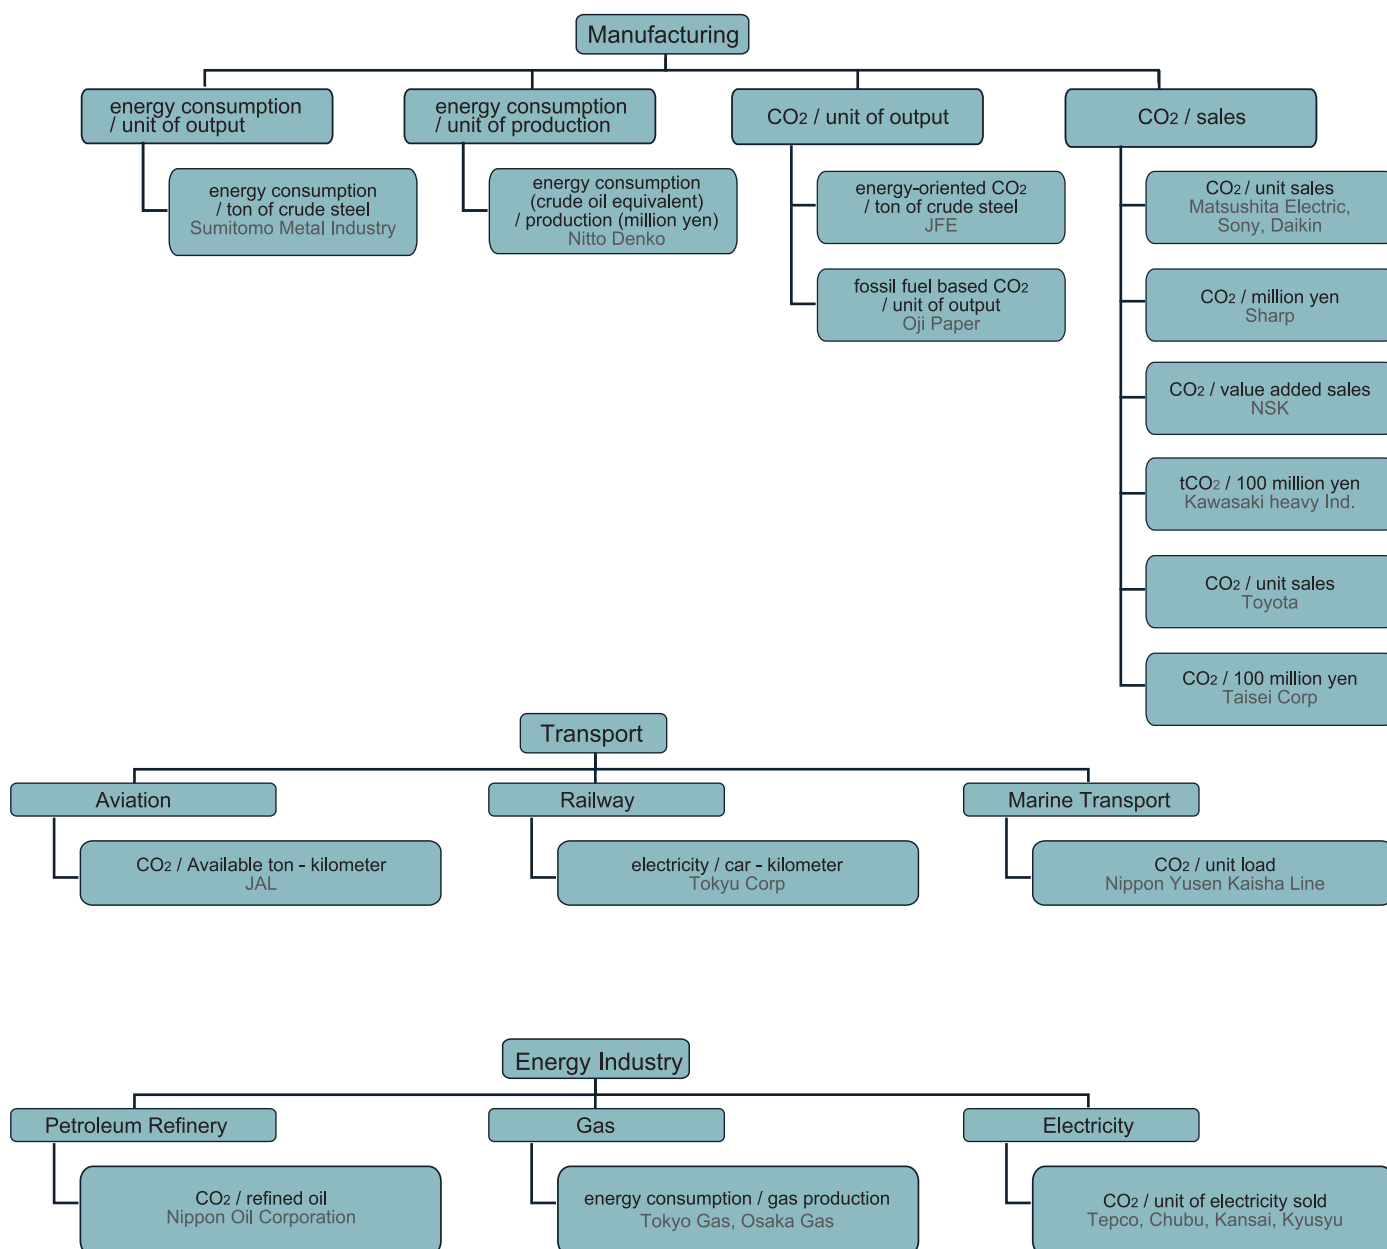 Manufacturing
energy consumption
/ unit of output
energy consumption
/ ton of crude steel
Sumitomo Metal Industry
energy consumption
/ unit of production
energy consumption
(crude oil equivalent)
/ production (million yen)
Nitto Denko
CO2 / unit of output
energy-oriented CO2
/ ton of crude steel
JFE
fossil fuel based CO2
/ unit of output
Oji Paper
CO2 / sales
CO2 / unit sales
Matsushita Electric,
Sony, Daikin
CO2 / million yen
Sharp
CO2 / value added sales
NSK
tCO2 / 100 million yen
Kawasaki heavy Ind.
CO2 / unit sales
Toyota
CO2 / 100 million yen
Taisei Corp
Transport
Aviation
CO2 / Available ton - kilometer
JAL
Railway
electricity / car - kilometer
Tokyu Corp
Marine Transport
CO2 / unit load
Nippon Yusen Kaisha Line
Energy Industry
Petroleum Refinery
CO2 / refined oil
Nippon Oil Corporation
Gas
energy consumption / gas production
Tokyo Gas, Osaka Gas
Electricity
CO2 / unit of electricity sold
Tepco, Chubu, Kansai, Kyusyu